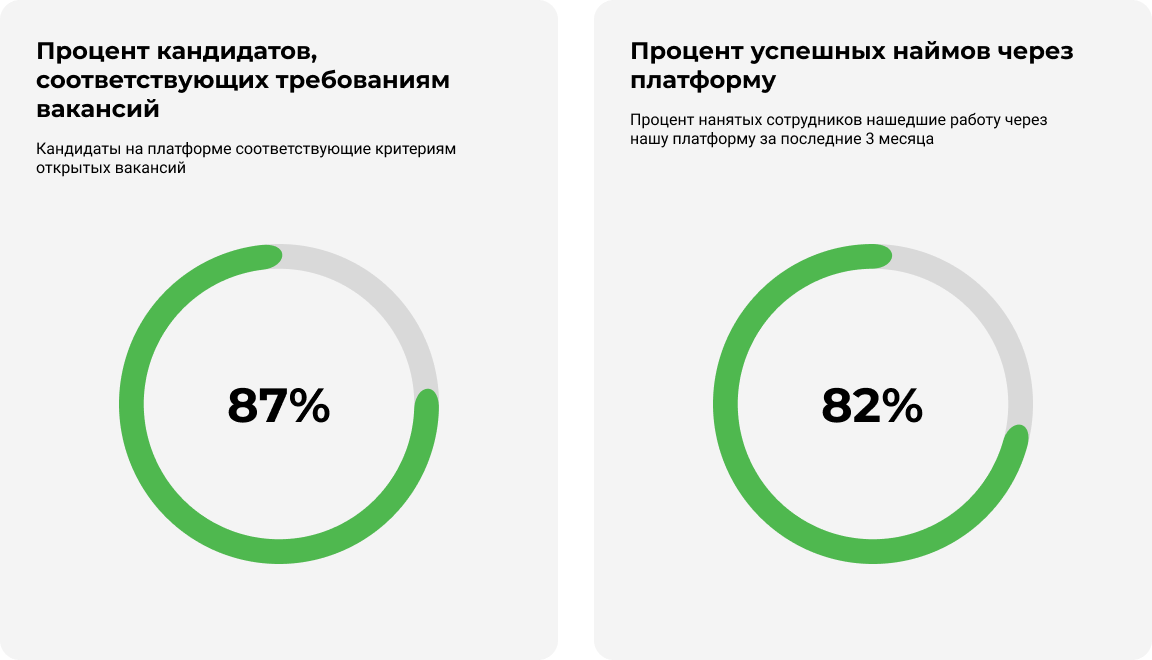 Процент кандидатов,
соответствующих требованиям
вакансий
Кандидаты на платформе соответствующие критериям
открытых вакансий
87%
Процент успешных наймов через
платформу
Процент нанятых сотрудников нашедшие работу через
нашу платформу за последние 3 месяца
82%